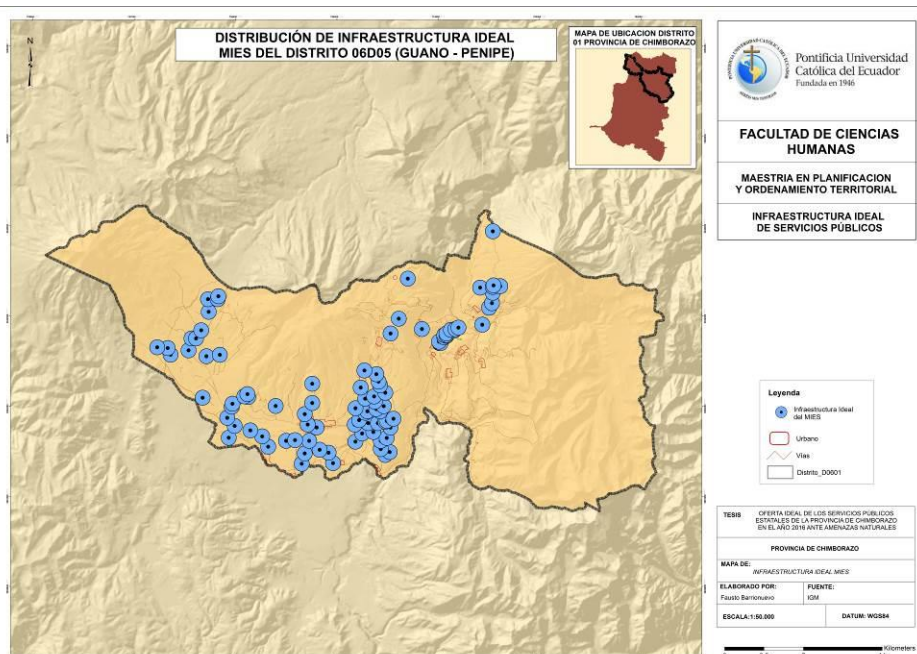 DISTRIBUCIÓN DE INFRAESTRUCTURA IDEAL
MIES DEL DISTRITO 06D05 (GUANO - PENIPE)
MAPA DE UBICACION DISTRITO
01 PROVINCIA DE CHIMBORAZO
N
Pontificia Universidad
Católica del Ecuador
Fundada en 1946
FACULTAD DE CIENCIAS
HUMANAS
MAESTRIA EN PLANIFICACION
Y ORDENAMIENTO TERRITORIAL
INFRAESTRUCTURA IDEAL
DE SERVICIOS PÚBLICOS
Leyenda
Infraestructura Ideal
del MIES
Urbano
Vías
Distrito_D0601
TESIS OFERTA IDEAL DE LOS SERVICIOS PÚBLICOS
ESTATALES DE LA PROVINCIA DE CHIMBORAZO
EN EL AÑO 2016 ANTE AMENAZAS NATURALES
PROVINCIA DE CHIMBORAZO
MAPA DE:
INFRAESTRUCTURA IDEAL MIES
ELABORADO POR: FUENTE:
Fausto Barrionuevo IGM
ESCALA:1:50.000 DATUM: WGS84
Kilometers